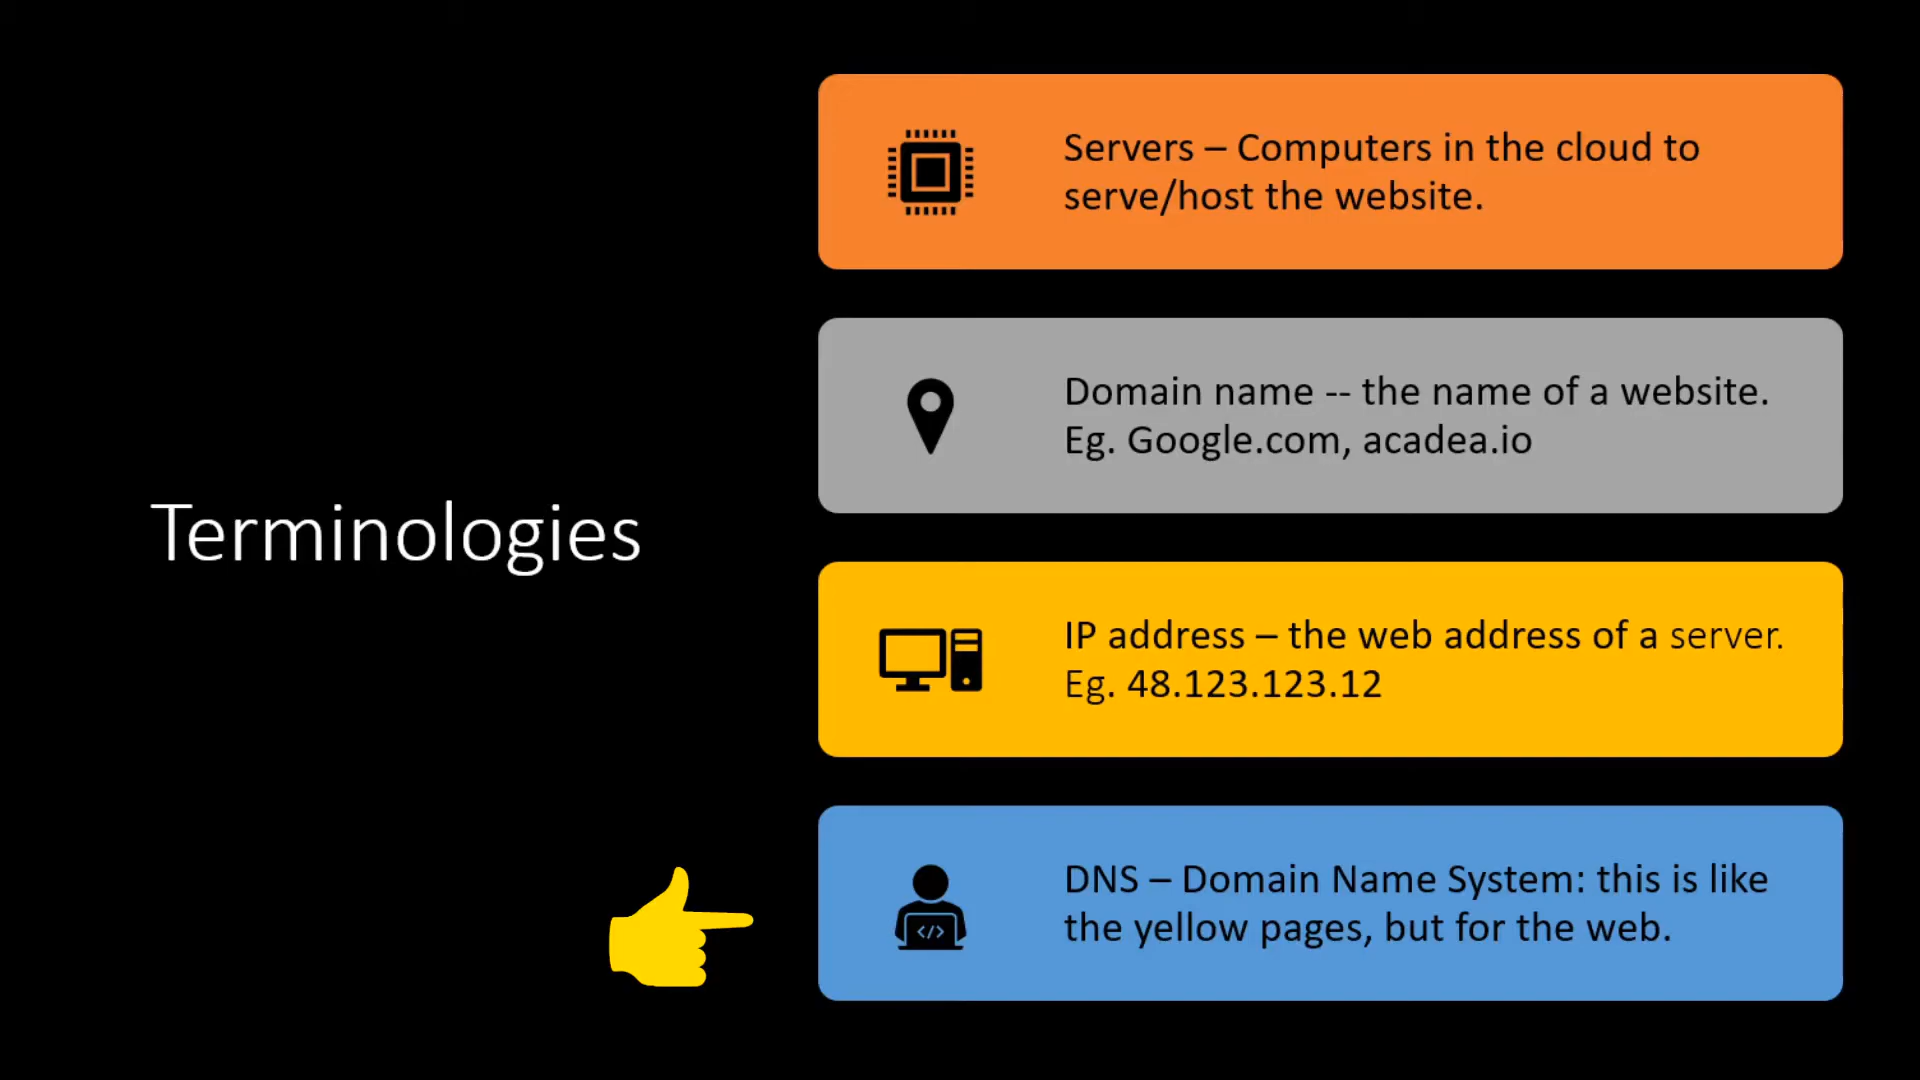 Terminologies
Servers – Computers in the cloud to
serve/host the website.
Domain name -- the name of a website.
Eg. Google.com, acadea.io
IP address – the web address of a server.
Eg. 48.123.123.12
DNS – Domain Name System: this is like
the yellow pages, but for the web.